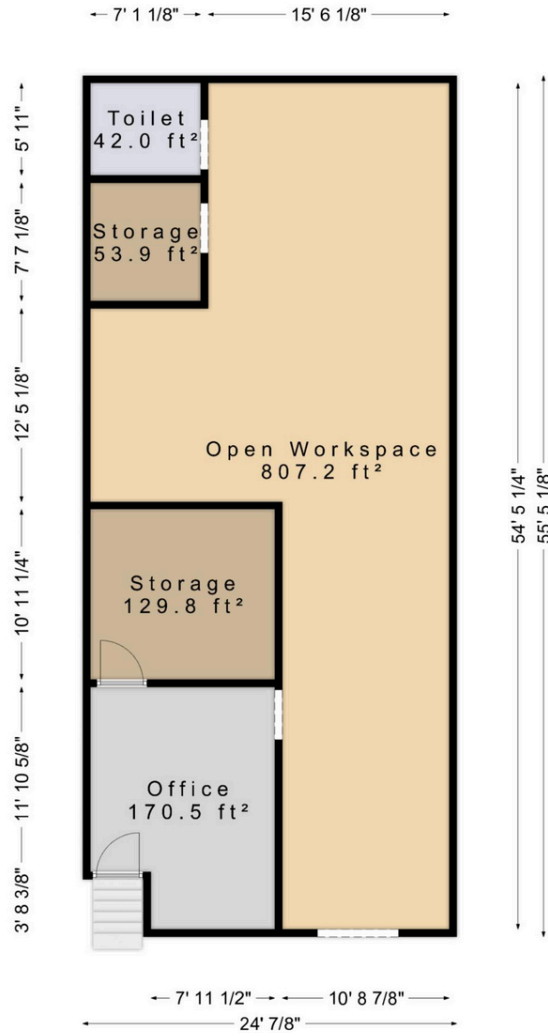 7' 1 1/8"
15' 6 1/8"
5' 11"
Toilet
42.0 ft²
7' 7 1/8"
Storage
53.9 ft²
12' 5 1/8"
Open Workspace
807.2 ft²
54' 5 1/4"
55' 5 1/8"
10' 11 1/4"
Storage
129.8 ft²
11' 10 5/8"
Office
170.5 ft²
3' 8 3/8"
7' 11 1/2"
10' 8 7/8"
24' 7/8"